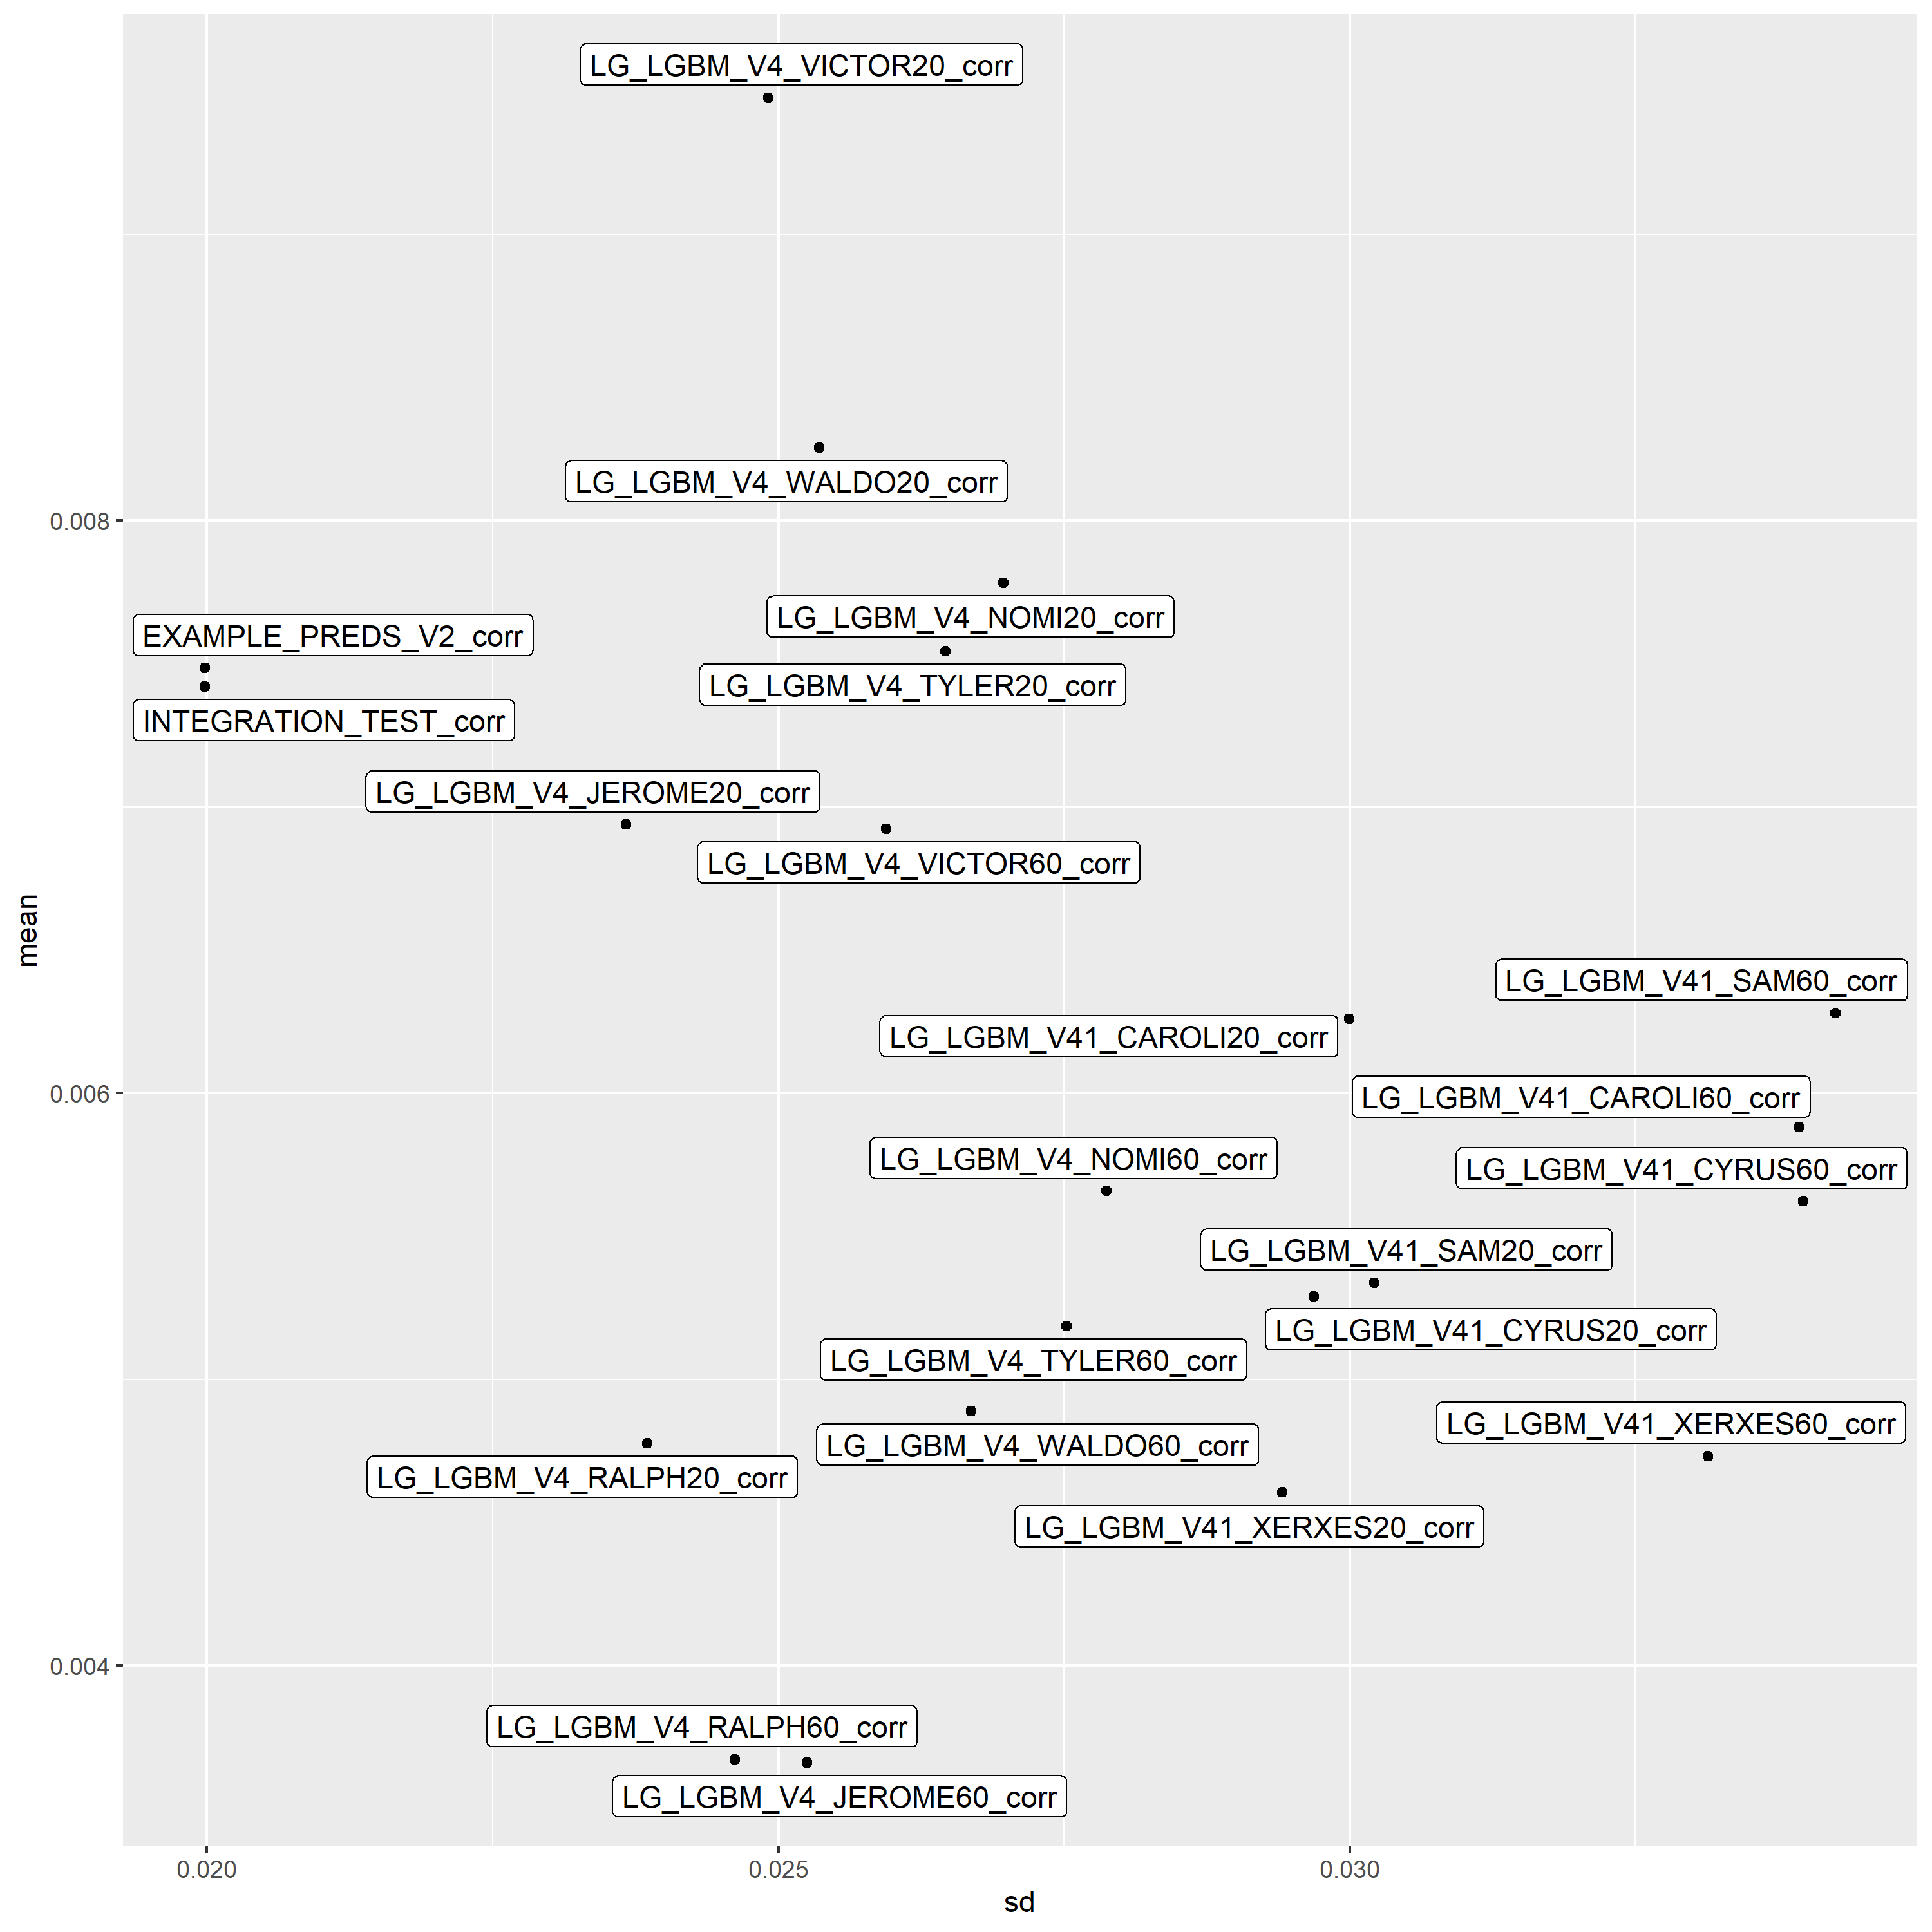 LG_LGBM_V4_VICTOR20_corr
LG_LGBM_V4_WALDO20_corr
0.008
LG_LGBM_V4_NOMI20_corr
EXAMPLE_PREDS_V2_corr
LG_LGBM_V4_TYLER20_corr
INTEGRATION_TEST_corr
LG_LGBM_V4_JEROME20_corr
LG_LGBM_V4_VICTOR60_corr
mean
LG_LGBM_V41_SAM60_corr
LG_LGBM_V41_CAROLI20_corr
0.006
LG_LGBM_V41_CAROLI60_corr
LG_LGBM_V4_NOMI60_corr
LG_LGBM_V41_CYRUS60_corr
LG_LGBM_V41_SAM20_corr
LG_LGBM_V41_CYRUS20_corr
LG_LGBM_V4_TYLER60_corr
LG_LGBM_V41_XERXES60_corr
LG_LGBM_V4_WALDO60_corr
LG_LGBM_V4_RALPH20_corr
LG_LGBM_V41_XERXES20_corr
0.004
LG_LGBM_V4_RALPH60_corr
LG_LGBM_V4_JEROME60_corr
0.020 0.025 0.030
sd